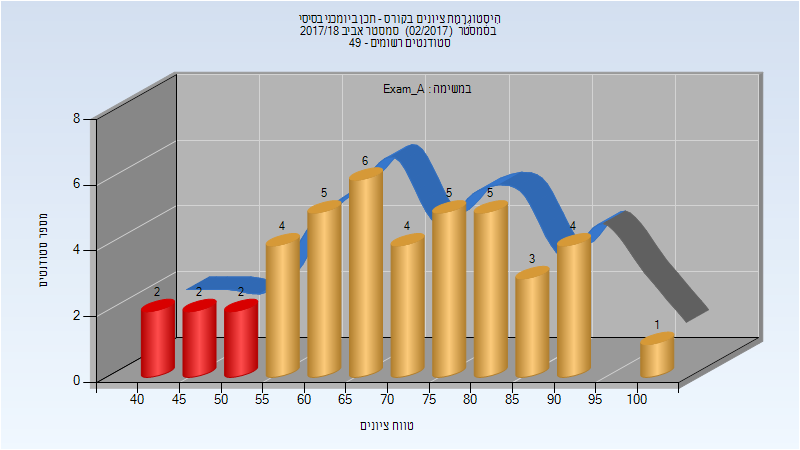 היסטוגרמת ציונים בקורס - תכן ביומכני בסיסי
בסמסטר (02/2017) סמסטר אביב 2017/18
סטודנטים רשומים - 49
במשימה : Exam_A
מספר סטודנטים
8
6
4
2
0
2
2
2
4
5
6
4
5
5
3
4
1
40 45 50 55 60 65 70 75 80 85 90 95 100
טווח ציונים